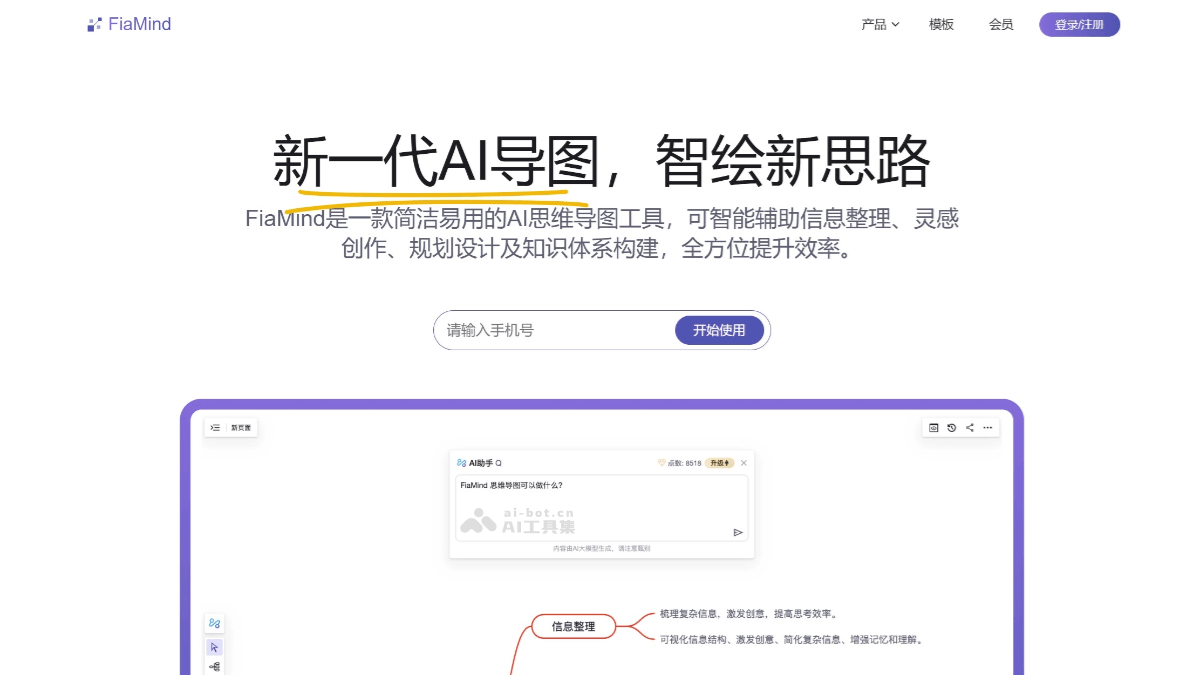 FiaMind
产品
模板
会员
登录/注册
新一代AI导图，智绘新思路
FiaMind是一款简洁易用的AI思维导图工具，可智能辅助信息整理、灵感
创作、规划设计及知识体系构建，全方位提升效率。
请输入手机号
开始使用
新页面
AI助手
点数: 8518
升级
FiaMind 思维导图可以做什么?
ai-bot.cn
AI工具集
内容由AI大模型生成，请注意甄别
信息整理
梳理复杂信息，激发创意，提高思考效率。
可视化信息结构、激发创意、简化复杂信息、增强记忆和理解。